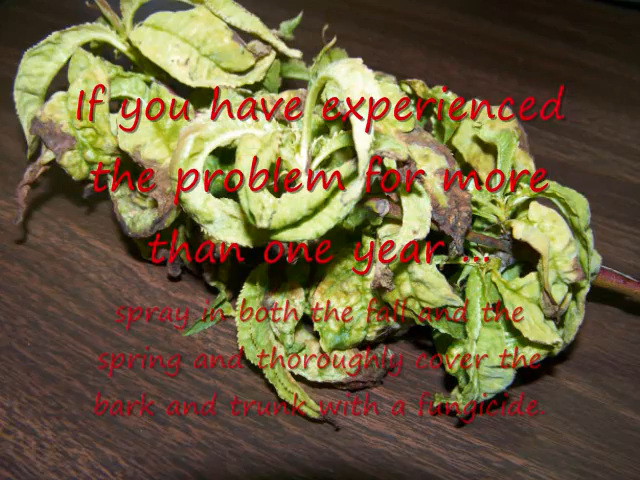 If you have experienced
the problem for more
than one year ...
spray in both the fall and the
spring and thoroughly cover the
bark and trunk with a fungicide.